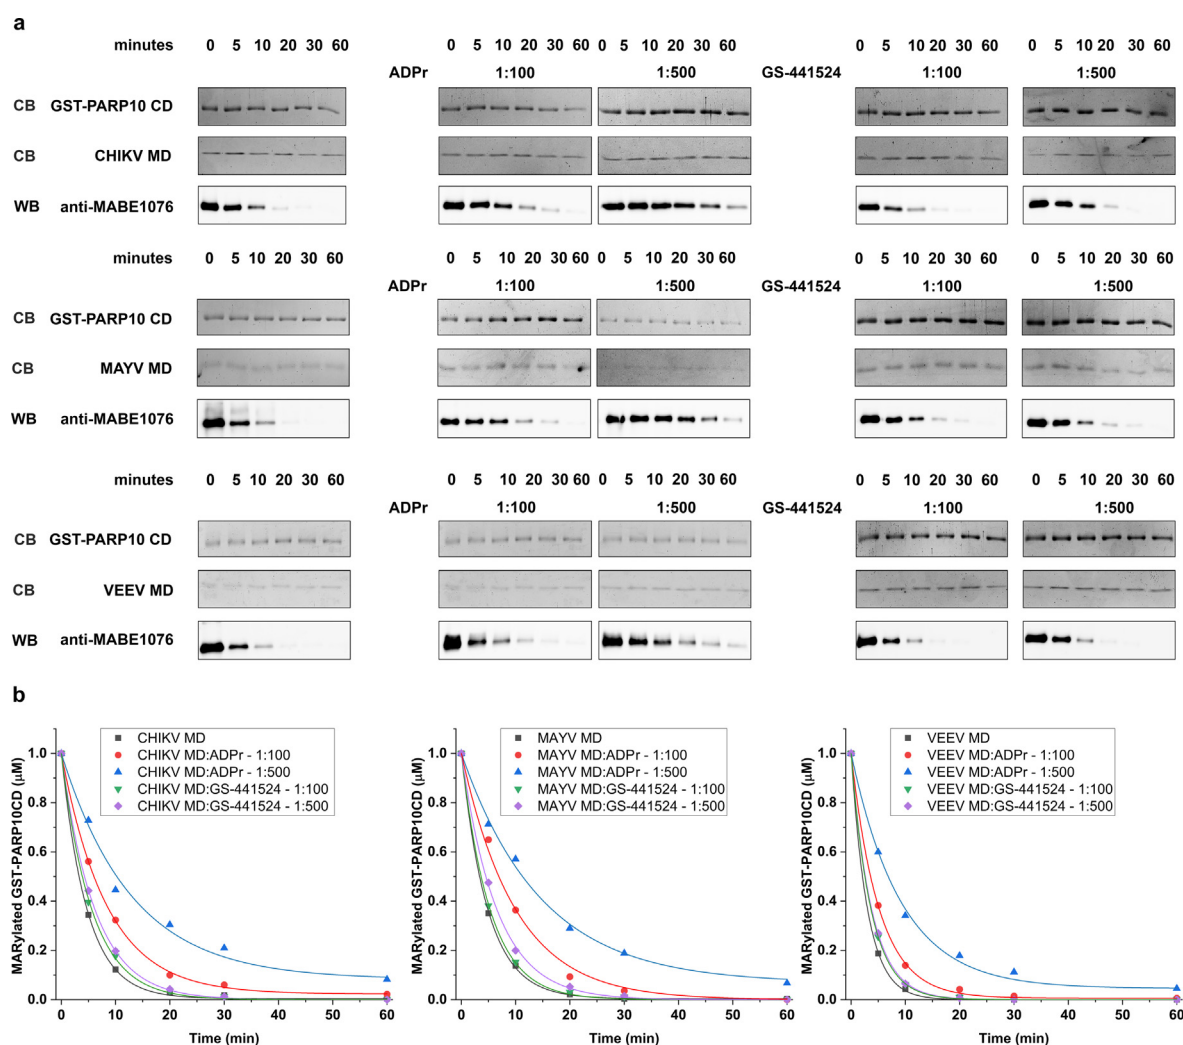 a
minutes 0 5 10 20 30 60 0 5 10 20 30 60 0 5 10 20 30 60 0 5 10 20 30 60 0 5 10 20 30 60
ADPr 1:100 1:500 GS-441524 1:100 1:500
CB GST-PARP10 CD
CB CHIKV MD
WB anti-MABE1076
minutes 0 5 10 20 30 60 0 5 10 20 30 60 0 5 10 20 30 60 0 5 10 20 30 60 0 5 10 20 30 60
ADPr 1:100 1:500 GS-441524 1:100 1:500
CB GST-PARP10 CD
CB MAYV MD
WB anti-MABE1076
minutes 0 5 10 20 30 60 0 5 10 20 30 60 0 5 10 20 30 60 0 5 10 20 30 60 0 5 10 20 30 60
ADPr 1:100 1:500 GS-441524 1:100 1:500
CB GST-PARP10 CD
CB VEEV MD
WB anti-MABE1076
b
MARylated GST-PARP10CD (μM)
1.0
0.8
0.6
0.4
0.2
0.0
CHIKV MD
CHIKV MD:ADPr - 1:100
CHIKV MD:ADPr - 1:500
CHIKV MD:GS-441524 - 1:100
CHIKV MD:GS-441524 - 1:500
0 10 20 30 40 50 60
Time (min)
MARylated GST-PARP10CD (μM)
1.0
0.8
0.6
0.4
0.2
0.0
MAYV MD
MAYV MD:ADPr - 1:100
MAYV MD:ADPr - 1:500
MAYV MD:GS-441524 - 1:100
MAYV MD:GS-441524 - 1:500
0 10 20 30 40 50 60
Time (min)
MARylated GST-PARP10CD (μM)
1.0
0.8
0.6
0.4
0.2
0.0
VEEV MD
VEEV MD:ADPr - 1:100
VEEV MD:ADPr - 1:500
VEEV MD:GS-441524 - 1:100
VEEV MD:GS-441524 - 1:500
0 10 20 30 40 50 60
Time (min)